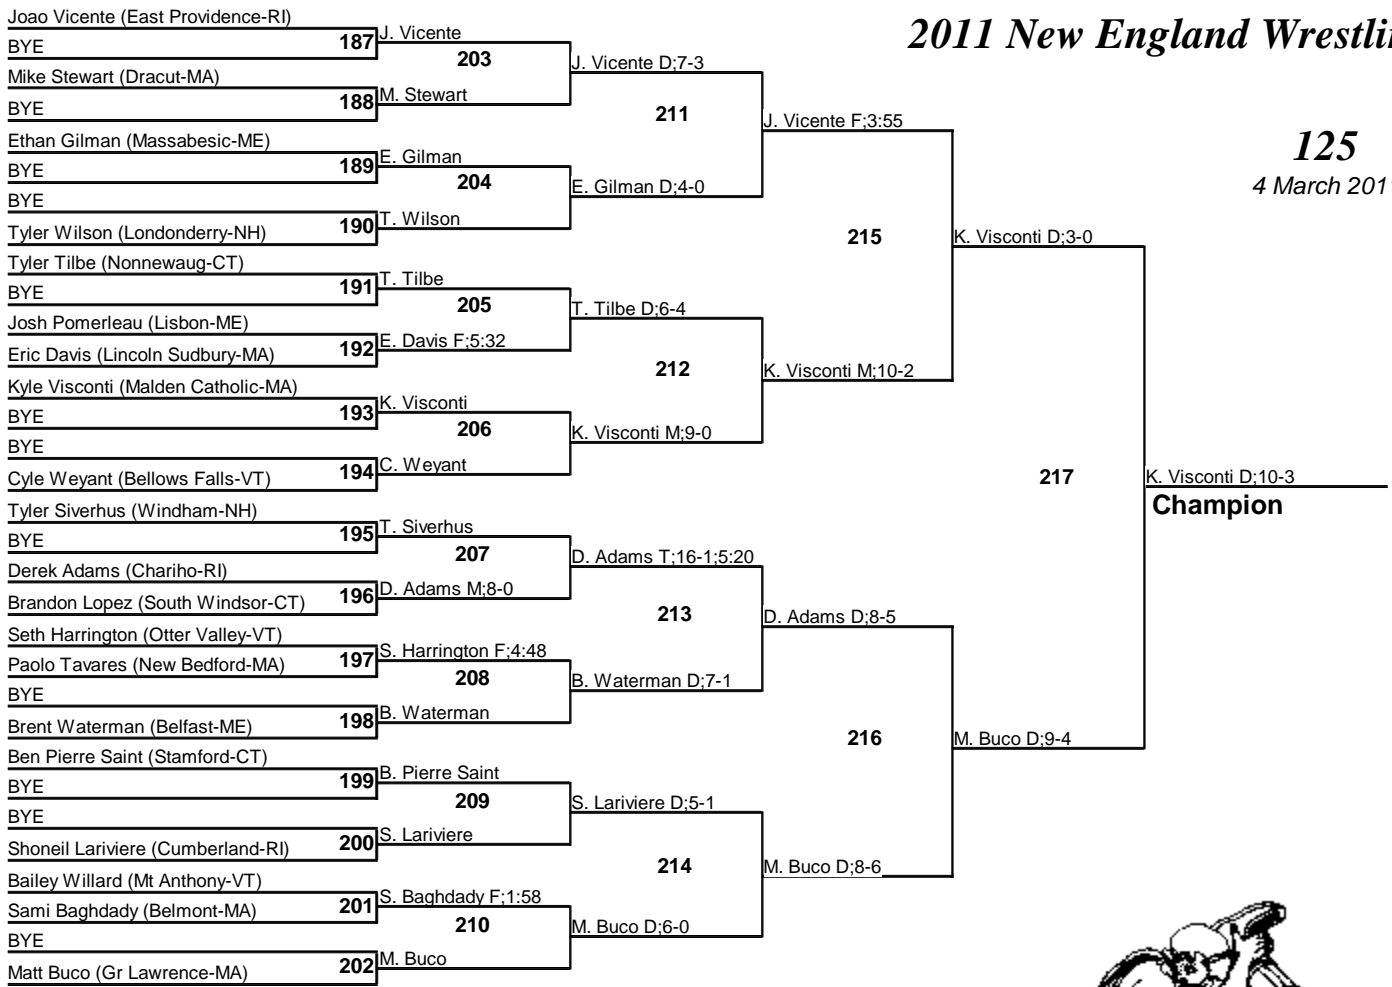 2011 New England Wrestli
125
4 March 201
Joao Vicente (East Providence-RI)
BYE
187
Mike Stewart (Dracut-MA)
BYE
188
Ethan Gilman (Massabesic-ME)
BYE
189
BYE
Tyler Wilson (Londonderry-NH)
190
Tyler Tilbe (Nonnewaug-CT)
BYE
191
Josh Pomerleau (Lisbon-ME)
Eric Davis (Lincoln Sudbury-MA)
192
Kyle Visconti (Malden Catholic-MA)
BYE
193
BYE
Cyle Weyant (Bellows Falls-VT)
194
Tyler Siverhus (Windham-NH)
BYE
195
Derek Adams (Chariho-RI)
Brandon Lopez (South Windsor-CT)
196
Seth Harrington (Otter Valley-VT)
Paolo Tavares (New Bedford-MA)
197
BYE
Brent Waterman (Belfast-ME)
198
Ben Pierre Saint (Stamford-CT)
BYE
199
BYE
Shoneil Lariviere (Cumberland-RI)
200
Bailey Willard (Mt Anthony-VT)
Sami Baghdady (Belmont-MA)
201
BYE
Matt Buco (Gr Lawrence-MA)
202
J. Vicente
203
M. Stewart
E. Gilman
204
T. Wilson
T. Tilbe
205
E. Davis F;5:32
K. Visconti
206
C. Weyant
T. Siverhus
207
D. Adams M;8-0
S. Harrington F;4:48
208
B. Waterman
B. Pierre Saint
209
S. Lariviere
S. Baghdady F;1:58
210
M. Buco
J. Vicente D;7-3
211
E. Gilman D;4-0
T. Tilbe D;6-4
212
K. Visconti M;9-0
D. Adams T;16-1;5:20
213
B. Waterman D;7-1
S. Lariviere D;5-1
214
M. Buco D;6-0
J. Vicente F;3:55
215
K. Visconti M;10-2
D. Adams D;8-5
216
M. Buco D;8-6
K. Visconti D;3-0
217
M. Buco D;9-4
K. Visconti D;10-3
Champion